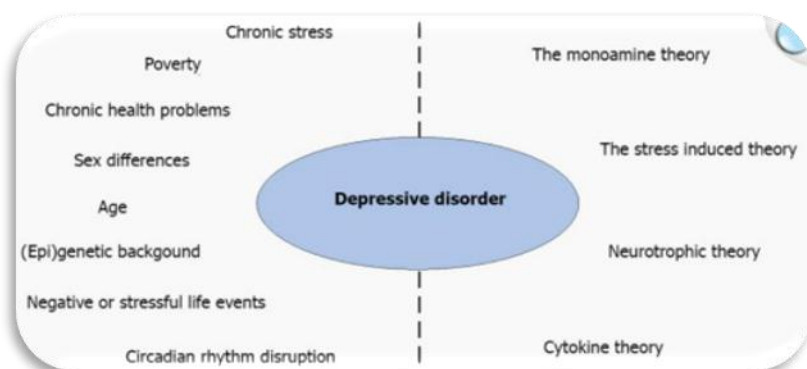 Chronic stress
Poverty
Chronic health problems
Sex differences
Age
(Epi)genetic backgound
Negative or stressful life events
Circadian rhythm disruption
Depressive disorder
The monoamine theory
The stress induced theory
Neurotrophic theory
Cytokine theory